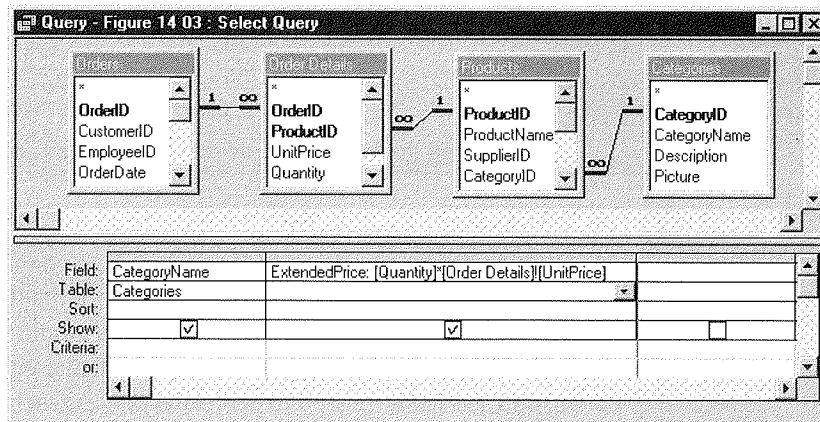 Query - Figure 14 03 : Select Query
Orders
*
OrderID
CustomerID
EmployeeID
OrderDate
1 ∞
Order Details
*
OrderID
ProductID
UnitPrice
Quantity
∞ 1
Products
*
ProductID
ProductName
SupplierID
CategoryID
∞ 1
Categories
*
CategoryID
CategoryName
Description
Picture
Field: CategoryName ExtendedPrice: [Quantity]*[Order Details]![UnitPrice]
Table: Categories
Sort:
Show:
Criteria:
or: